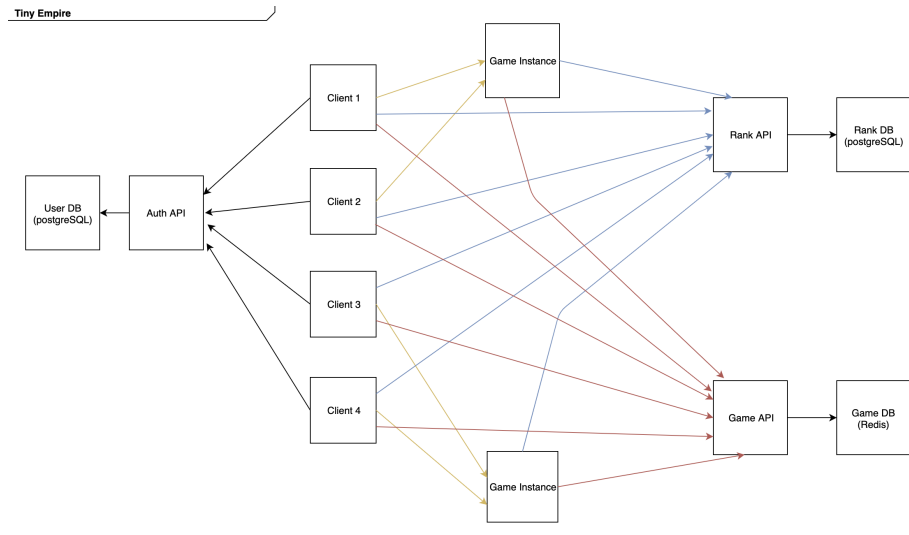 Tiny Empire
Game Instance
Client 1
Rank API
Rank DB
(postgreSQL)
Client 2
User DB
(postgreSQL)
Auth API
Client 3
Client 4
Game API
Game DB
(Redis)
Game Instance